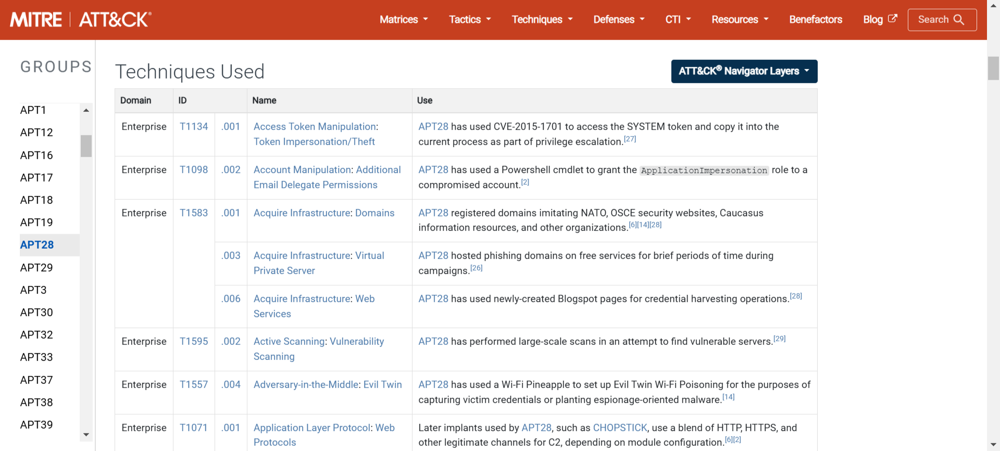 MITRE | ATT&CK®
Matrices
Tactics
Techniques
Defenses
CTI
Resources
Benefactors
Blog
Search
GROUPS
APT1
APT12
APT16
APT17
APT18
APT19
APT28
APT29
APT3
APT30
APT32
APT33
APT37
APT38
APT39
Techniques Used
ATT&CK® Navigator Layers
Domain ID Name Use
Enterprise T1134 .001 Access Token Manipulation: APT28 has used CVE-2015-1701 to access the SYSTEM token and copy it into the
Token Impersonation/Theft current process as part of privilege escalation.[27]
Enterprise T1098 .002 Account Manipulation: Additional APT28 has used a Powershell cmdlet to grant the ApplicationImpersonation role to a
Email Delegate Permissions compromised account.[2]
Enterprise T1583 .001 Acquire Infrastructure: Domains APT28 registered domains imitating NATO, OSCE security websites, Caucasus
information resources, and other organizations.[6][14][28]
.003 Acquire Infrastructure: Virtual APT28 hosted phishing domains on free services for brief periods of time during
Private Server campaigns.[26]
.006 Acquire Infrastructure: Web APT28 has used newly-created Blogspot pages for credential harvesting operations.[28]
Services
Enterprise T1595 .002 Active Scanning: Vulnerability APT28 has performed large-scale scans in an attempt to find vulnerable servers.[29]
Scanning
Enterprise T1557 .004 Adversary-in-the-Middle: Evil Twin APT28 has used a Wi-Fi Pineapple to set up Evil Twin Wi-Fi Poisoning for the purposes of
capturing victim credentials or planting espionage-oriented malware.[14]
Enterprise T1071 .001 Application Layer Protocol: Web Later implants used by APT28, such as CHOPSTICK, use a blend of HTTP, HTTPS, and
Protocols other legitimate channels for C2, depending on module configuration.[6][2]